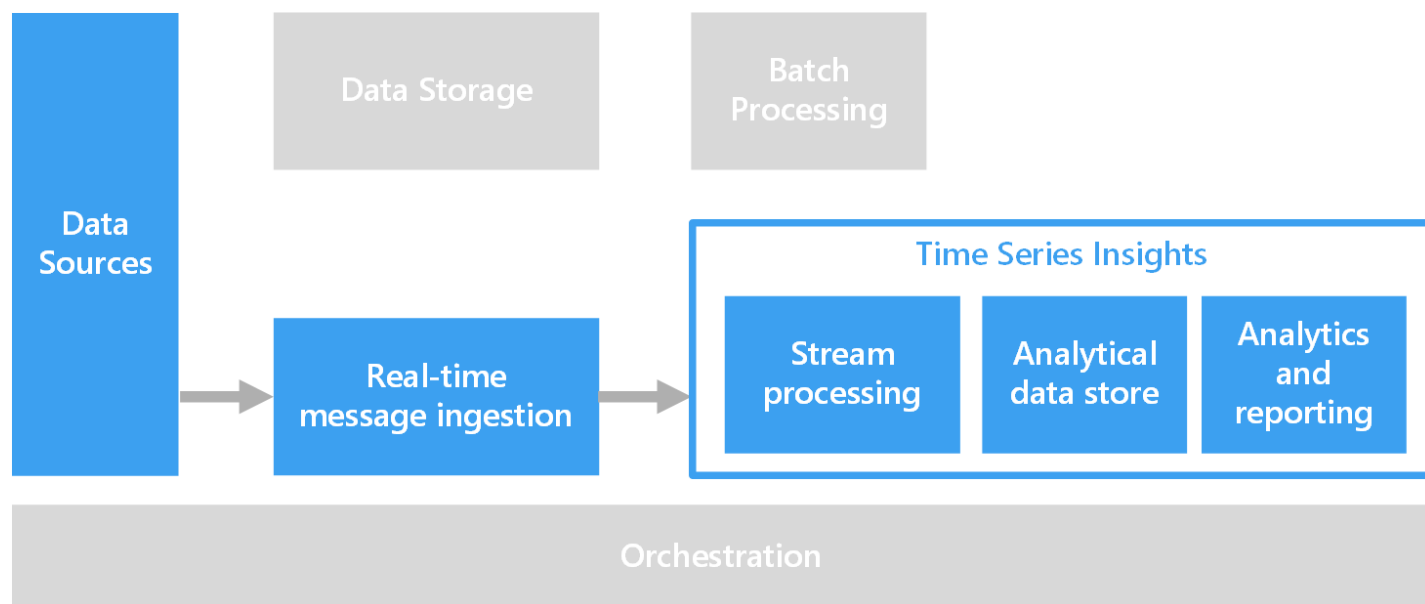 Data Storage
Batch
Processing
Data
Sources
Time Series Insights
Real-time
message ingestion
Stream
processing
Analytical
data store
Analytics
and
reporting
Orchestration